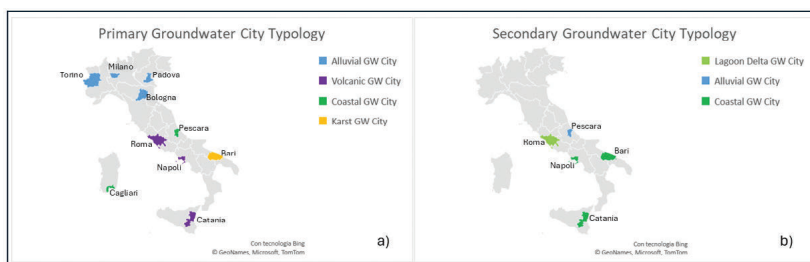 Primary Groundwater City Typology
Alluvial GW City
Volcanic GW City
Coastal GW City
Karst GW City
Torino
Milano
Padova
Bologna
Pescara
Roma
Bari
Napoli
Cagliari
Catania
a)
Con tecnologia Bing
© GeoNames, Microsoft, TomTom
Secondary Groundwater City Typology
Lagoon Delta GW City
Alluvial GW City
Coastal GW City
Pescara
Roma
Bari
Napoli
Catania
b)
Con tecnologia Bing
© GeoNames, Microsoft, TomTom